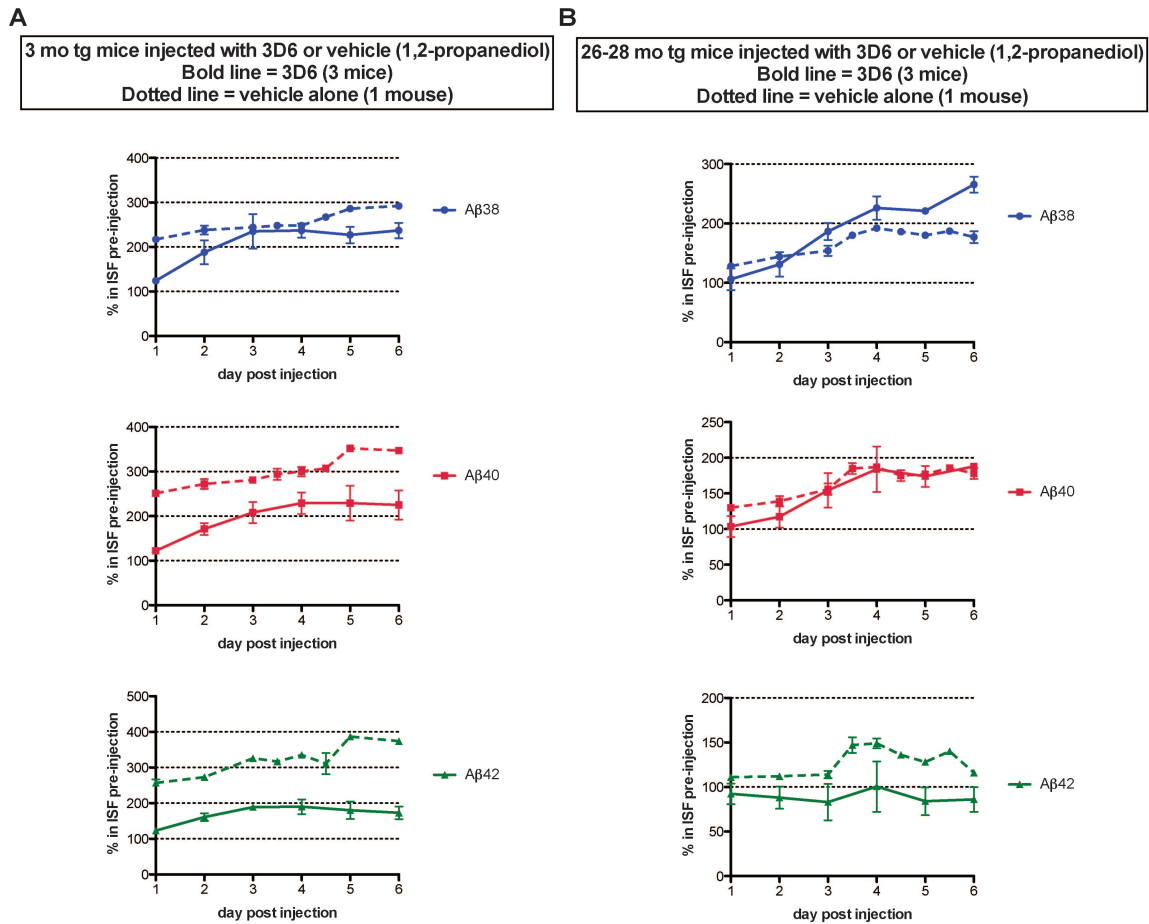 A
3 mo tg mice injected with 3D6 or vehicle (1,2-propanediol)
Bold line = 3D6 (3 mice)
Dotted line = vehicle alone (1 mouse)
% in ISF pre-injection
400
300
200
100
0
1 2 3 4 5 6
day post injection
Aβ38
% in ISF pre-injection
400
300
200
100
0
1 2 3 4 5 6
day post injection
Aβ40
% in ISF pre-injection
500
400
300
200
100
0
1 2 3 4 5 6
day post injection
Aβ42
B
26-28 mo tg mice injected with 3D6 or vehicle (1,2-propanediol)
Bold line = 3D6 (3 mice)
Dotted line = vehicle alone (1 mouse)
% in ISF pre-injection
300
200
100
0
1 2 3 4 5 6
day post injection
Aβ38
% in ISF pre-injection
250
200
150
100
50
0
1 2 3 4 5 6
day post injection
Aβ40
% in ISF pre-injection
200
150
100
50
0
1 2 3 4 5 6
day post injection
Aβ42